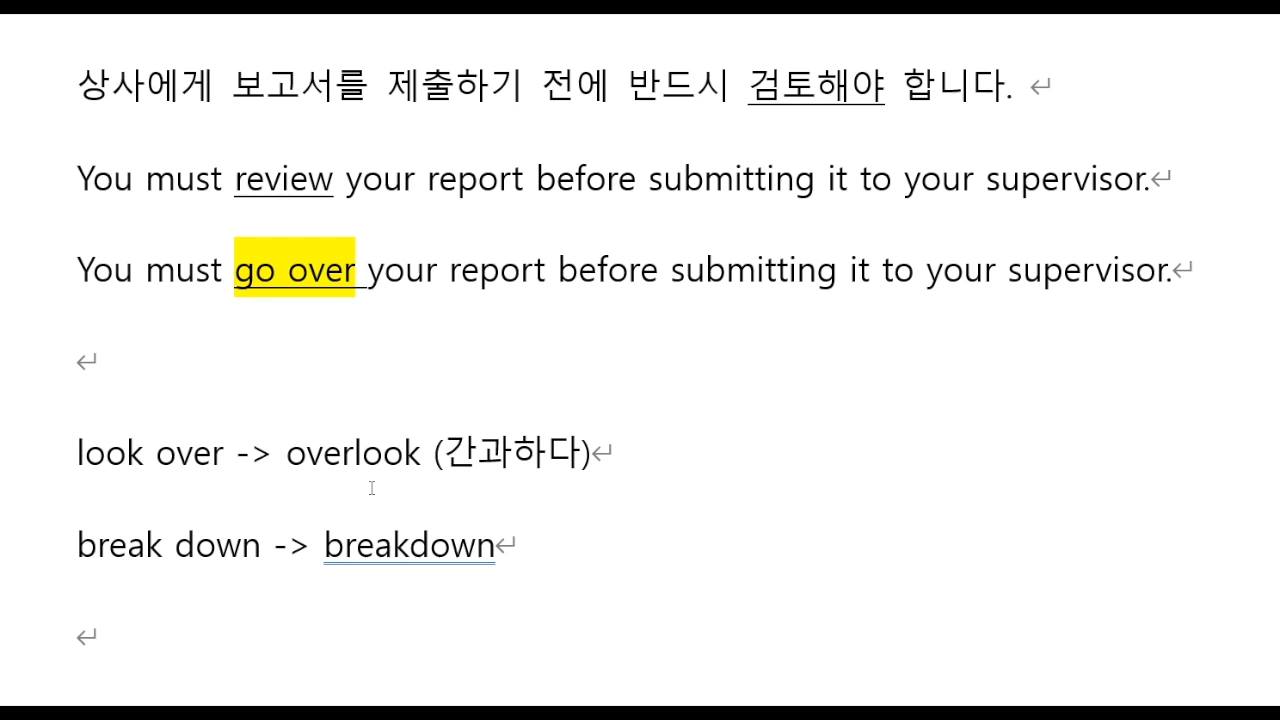 상사에게 보고서를 제출하기 전에 반드시 검토해야 합니다.
You must review your report before submitting it to your supervisor.
You must go over your report before submitting it to your supervisor.
look over -> overlook (간과하다)
break down -> breakdown